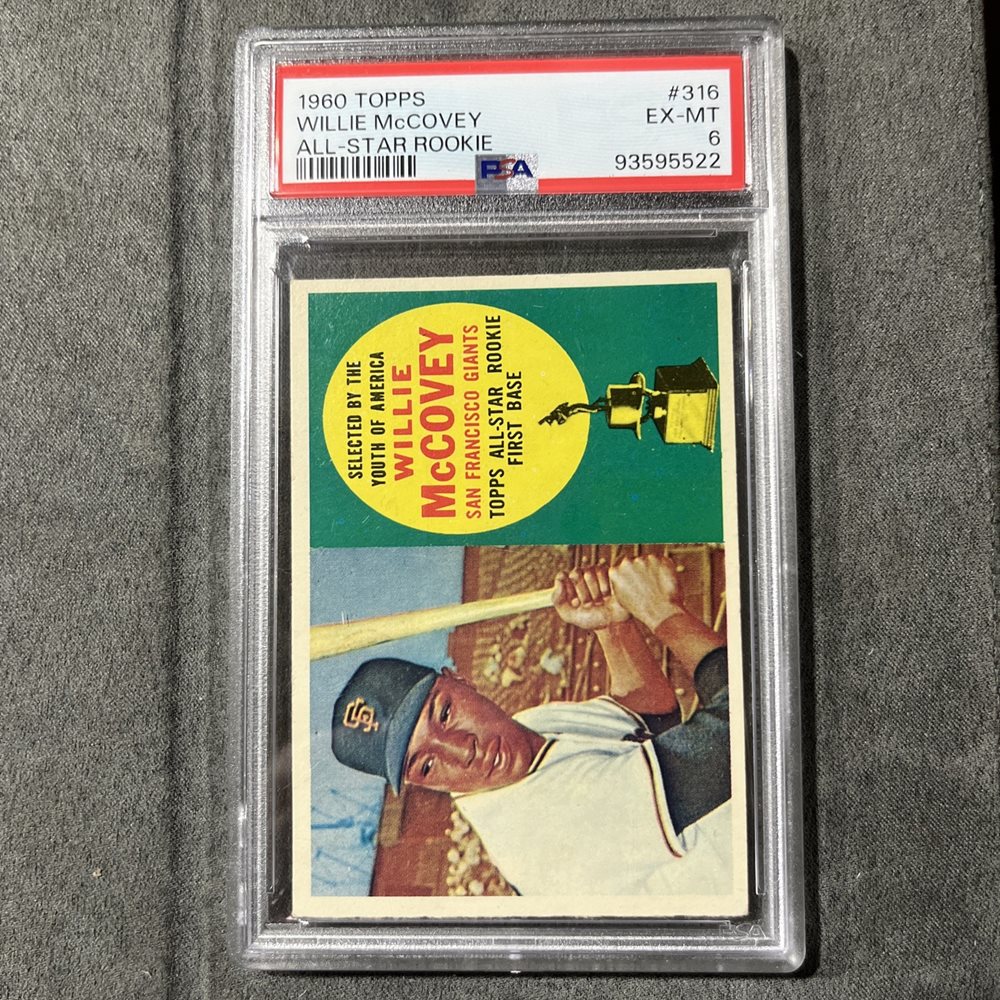 1960 TOPPS
WILLIE McCOVEY
ALL-STAR ROOKIE
#316
EX-MT
6
93595522
PSA
SELECTED BY THE
YOUTH OF AMERICA
WILLIE
McCOVEY
SAN FRANCISCO GIANTS
TOPPS ALL-STAR ROOKIE
FIRST BASE
SF
PSA